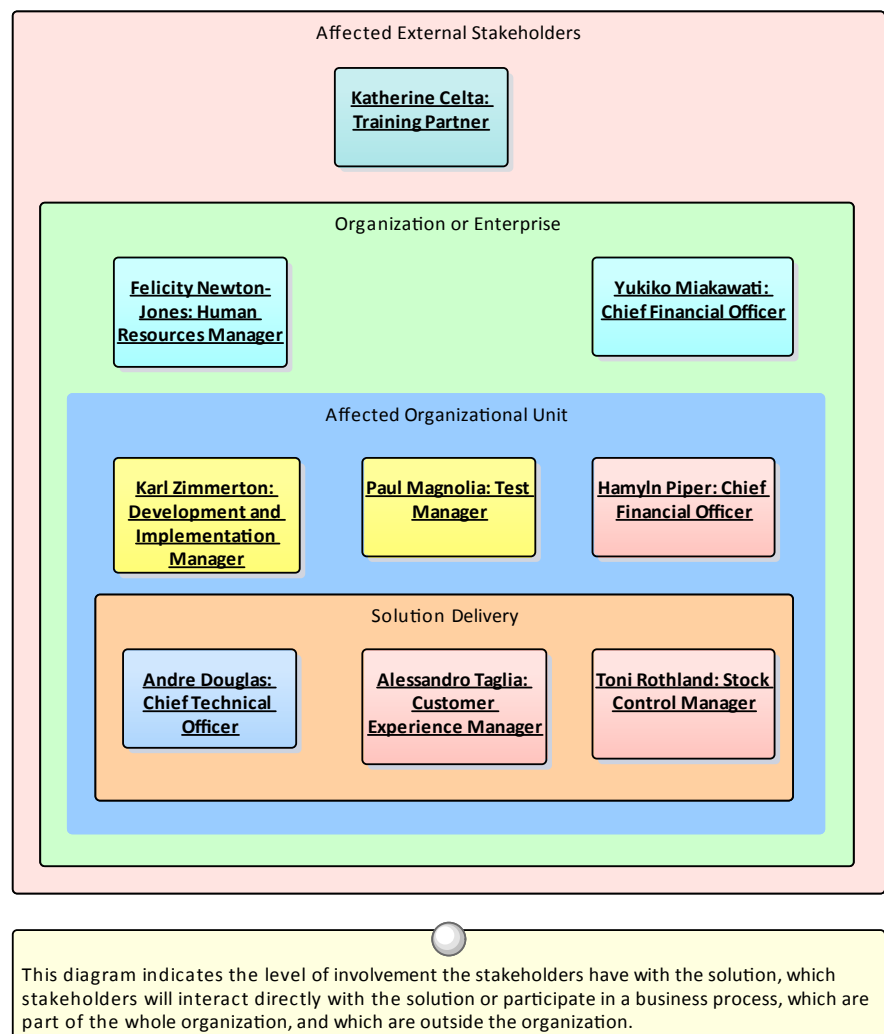 Affected External Stakeholders
Katherine Celta:
Training Partner
Organization or Enterprise
Felicity Newton-
Jones: Human
Resources Manager
Yukiko Miakawati:
Chief Financial Officer
Affected Organizational Unit
Karl Zimmerton:
Development and
Implementation
Manager
Paul Magnolia: Test
Manager
Hamyln Piper: Chief
Financial Officer
Solution Delivery
Andre Douglas:
Chief Technical
Officer
Alessandro Taglia:
Customer
Experience Manager
Toni Rothland: Stock
Control Manager
This diagram indicates the level of involvement the stakeholders have with the solution, which
stakeholders will interact directly with the solution or participate in a business process, which are
part of the whole organization, and which are outside the organization.